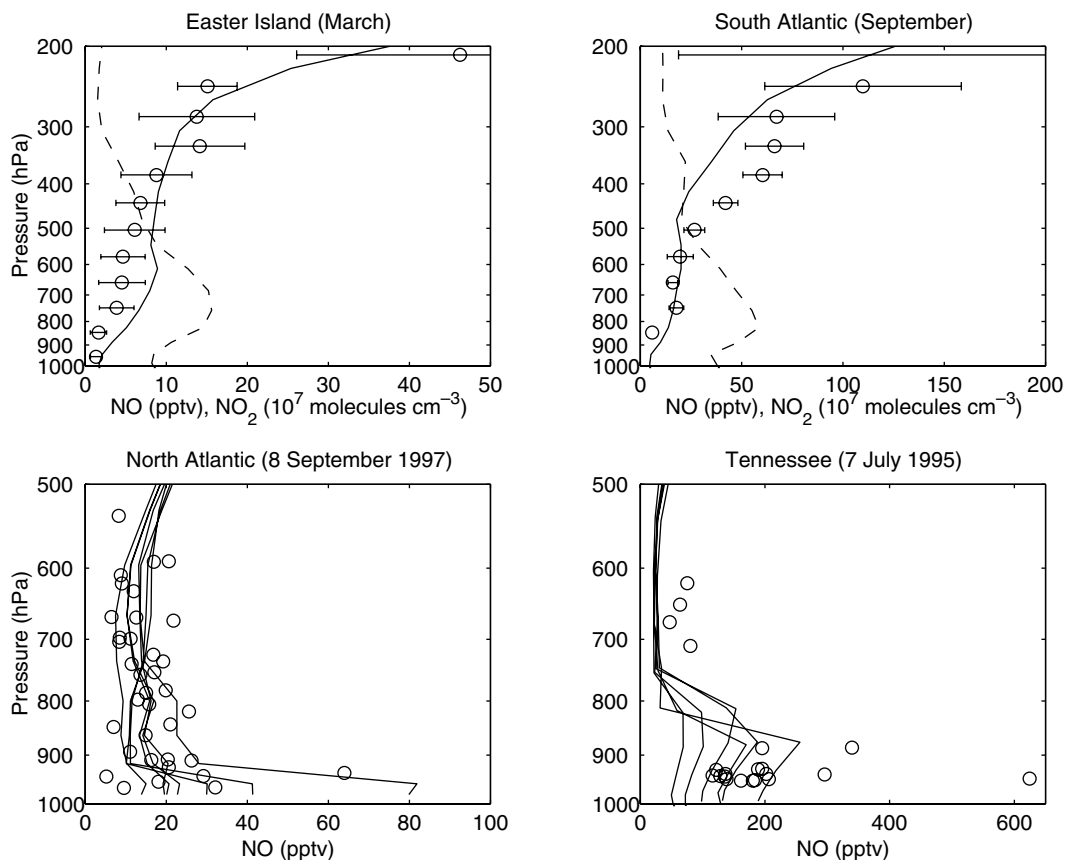 Easter Island (March)
200
300
400
500
600
700
800
900
1000
Pressure (hPa)
0 10 20 30 40 50
NO (pptv), NO2 (10^7 molecules cm^−3)
South Atlantic (September)
200
300
400
500
600
700
800
900
1000
Pressure (hPa)
0 50 100 150 200
NO (pptv), NO2 (10^7 molecules cm^−3)
North Atlantic (8 September 1997)
500
600
700
800
900
1000
Pressure (hPa)
0 20 40 60 80 100
NO (pptv)
Tennessee (7 July 1995)
500
600
700
800
900
1000
Pressure (hPa)
0 200 400 600
NO (pptv)